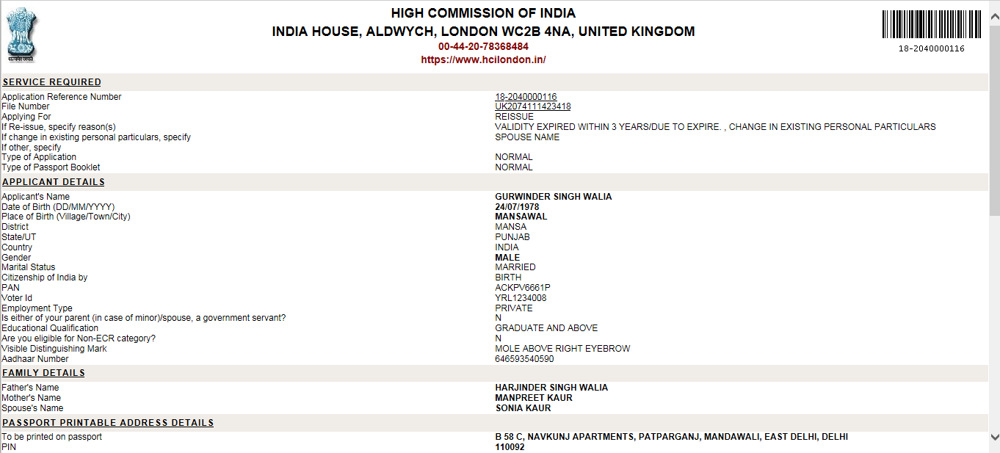 HIGH COMMISSION OF INDIA
INDIA HOUSE, ALDWYCH, LONDON WC2B 4NA, UNITED KINGDOM
00-44-20-78368484
https://www.hcilondon.in/
सत्यमेव जयते
18-2040000116
SERVICE REQUIRED
Application Reference Number 18-2040000116
File Number UK2074111423418
Applying For REISSUE
If Re-issue, specify reason(s) VALIDITY EXPIRED WITHIN 3 YEARS/DUE TO EXPIRE. , CHANGE IN EXISTING PERSONAL PARTICULARS
If change in existing personal particulars, specify SPOUSE NAME
If other, specify
Type of Application NORMAL
Type of Passport Booklet NORMAL
APPLICANT DETAILS
Applicant's Name GURWINDER SINGH WALIA
Date of Birth (DD/MM/YYYY) 24/07/1978
Place of Birth (Village/Town/City) MANSAWAL
District MANSA
State/UT PUNJAB
Country INDIA
Gender MALE
Marital Status MARRIED
Citizenship of India by BIRTH
PAN ACKPV6661P
Voter Id YRL1234008
Employment Type PRIVATE
Is either of your parent (in case of minor)/spouse, a government servant? N
Educational Qualification GRADUATE AND ABOVE
Are you eligible for Non-ECR category? N
Visible Distinguishing Mark MOLE ABOVE RIGHT EYEBROW
Aadhaar Number 646593540590
FAMILY DETAILS
Father's Name HARJINDER SINGH WALIA
Mother's Name MANPREET KAUR
Spouse's Name SONIA KAUR
PASSPORT PRINTABLE ADDRESS DETAILS
To be printed on passport B 58 C, NAVKUNJ APARTMENTS, PATPARGANJ, MANDAWALI, EAST DELHI, DELHI
PIN 110092